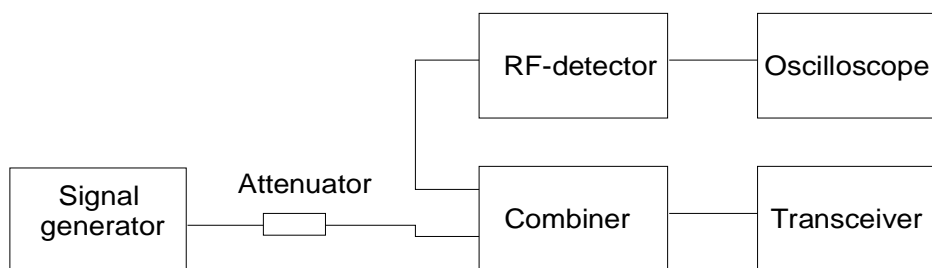 RF-detector
Oscilloscope
Signal
generator
Attenuator
Combiner
Transceiver